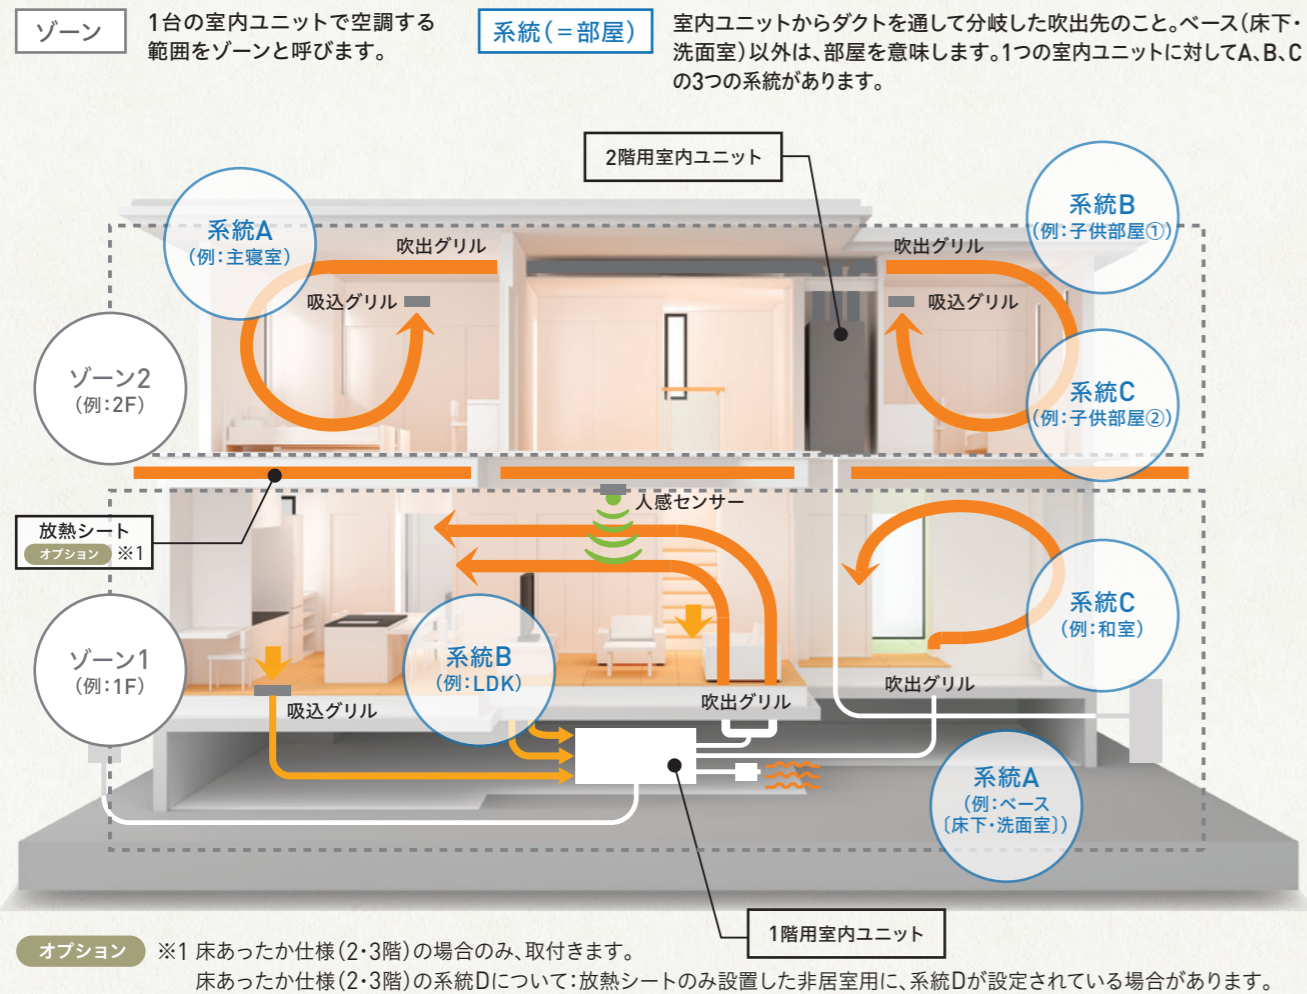 ゾーン
1台の室内ユニットで空調する
範囲をゾーンと呼びます。
系統(=部屋)
室内ユニットからダクトを通して分岐した吹出先のこと。ベース(床下・
洗面室)以外は、部屋を意味します。1つの室内ユニットに対してA、B、C
の3つの系統があります。
2階用室内ユニット
系統A
(例:主寝室)
吹出グリル
吸込グリル
吹出グリル
吸込グリル
系統B
(例:子供部屋①)
ゾーン2
(例:2F)
系統C
(例:子供部屋②)
放熱シート
オプション ※1
人感センサー
ゾーン1
(例:1F)
系統B
(例:LDK)
系統C
(例:和室)
吸込グリル
吹出グリル
吹出グリル
系統A
(例:ベース
〔床下・洗面室〕)
1階用室内ユニット
オプション ※1 床あったか仕様(2・3階)の場合のみ、取付きます。
床あったか仕様(2・3階)の系統Dについて:放熱シートのみ設置した非居室用に、系統Dが設定されている場合があります。